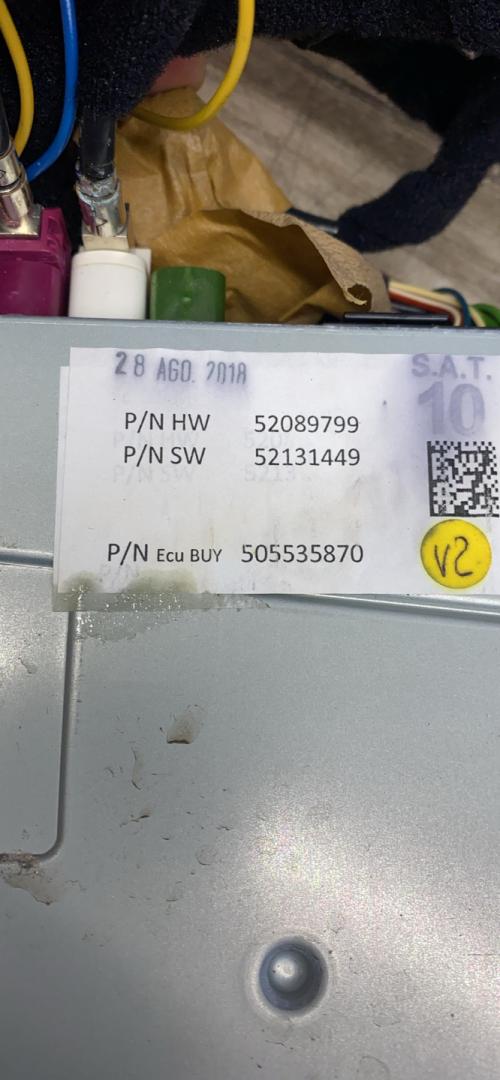 28 AGO. 2018
S.A.T.
10
P/N HW 52089799
P/N SW 52131449
P/N Ecu BUY 505535870
V2